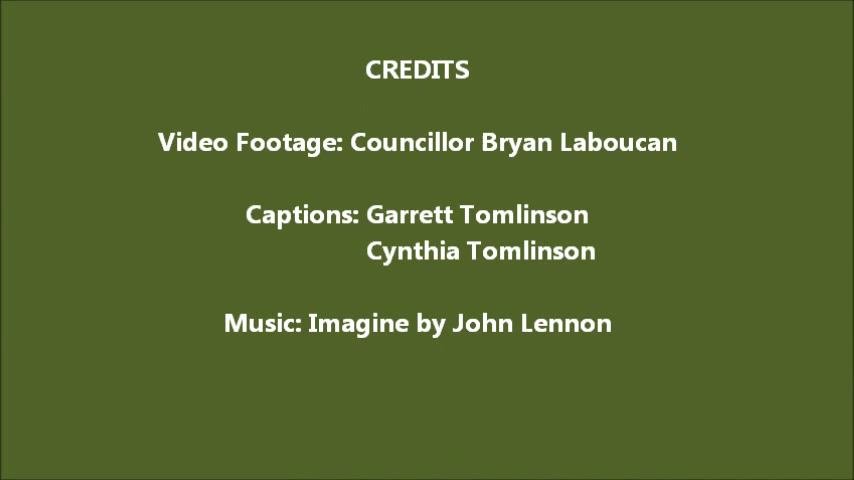 CREDITS
Video Footage: Councillor Bryan Laboucan
Captions: Garrett Tomlinson
Cynthia Tomlinson
Music: Imagine by John Lennon